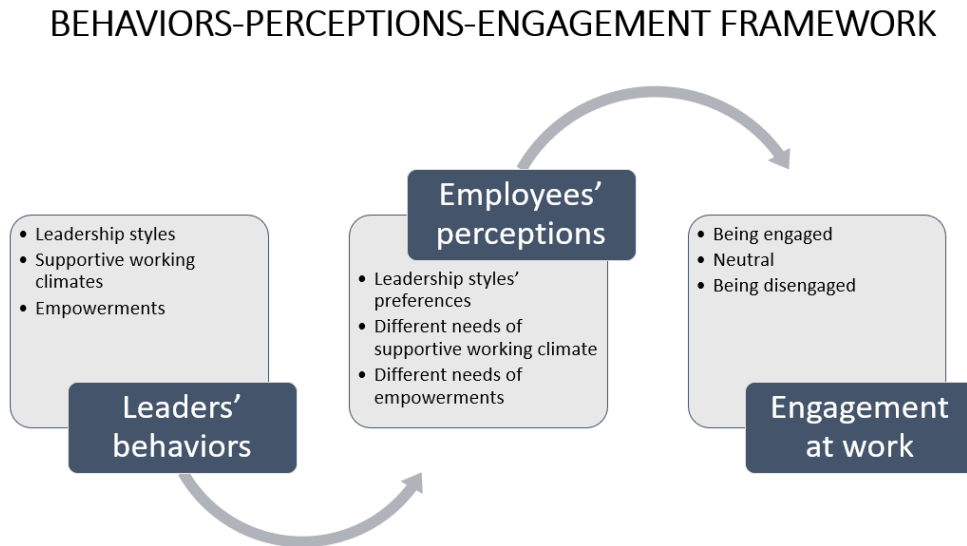 BEHAVIORS-PERCEPTIONS-ENGAGEMENT FRAMEWORK
• Leadership styles
• Supportive working
climates
• Empowerments
Leaders’
behaviors
Employees’
perceptions
• Leadership styles’
preferences
• Different needs of
supportive working climate
• Different needs of
empowerments
• Being engaged
• Neutral
• Being disengaged
Engagement
at work